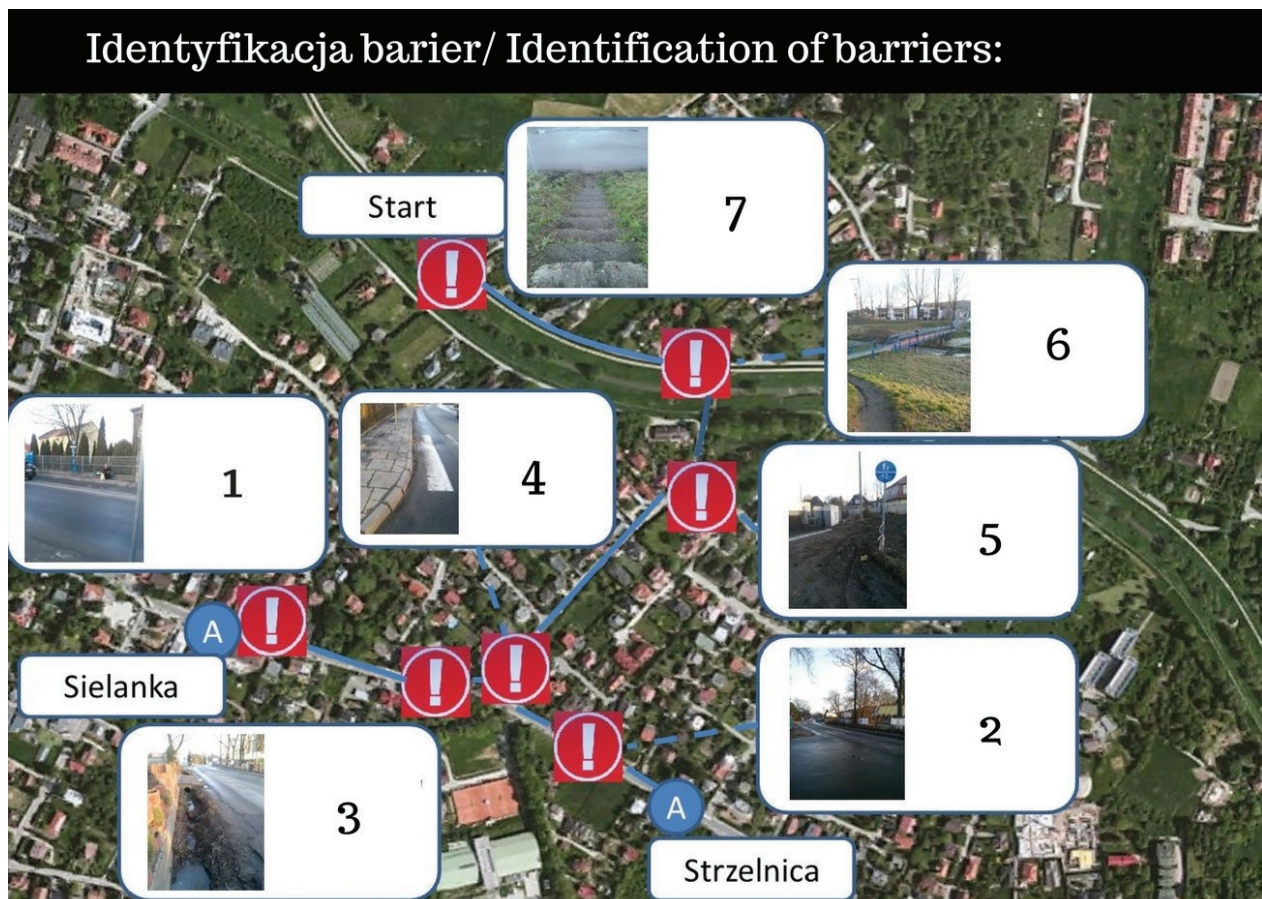 Identyfikacja barier/ Identification of barriers:
7
Start
!
6
!
1
4
!
5
!
A
!
!
Sielanka
!
2
3
A
Strzelnica